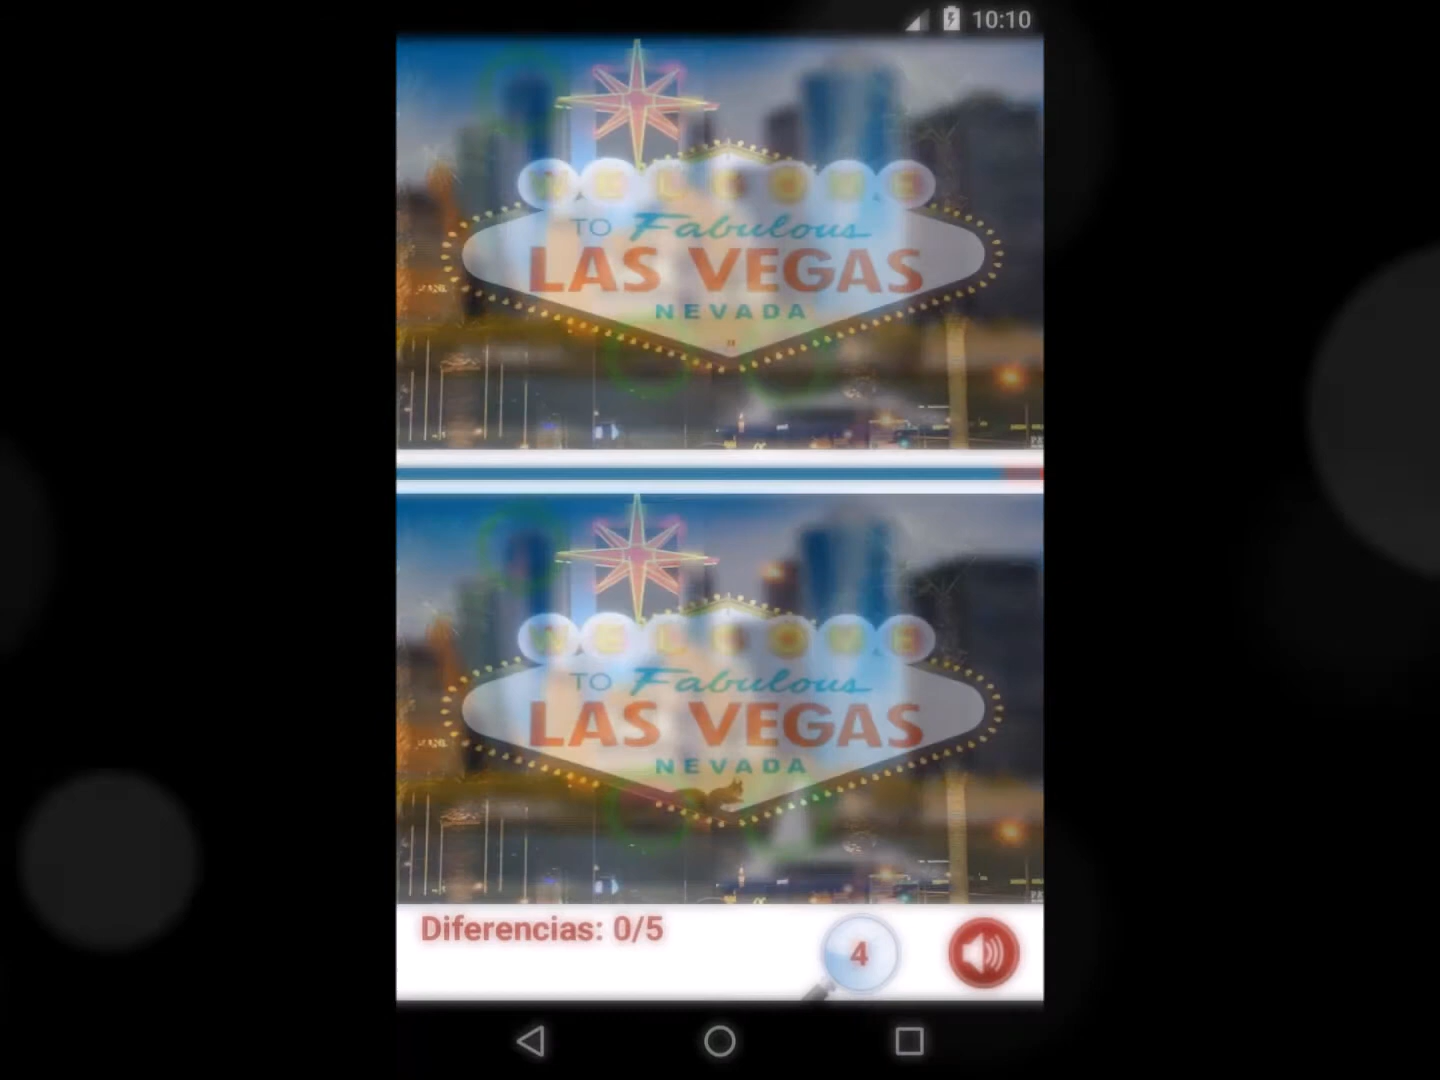 10:10
WELCOME
TO Fabulous
LAS VEGAS
NEVADA
WELCOME
TO Fabulous
LAS VEGAS
NEVADA
Diferencias: 0/5
4